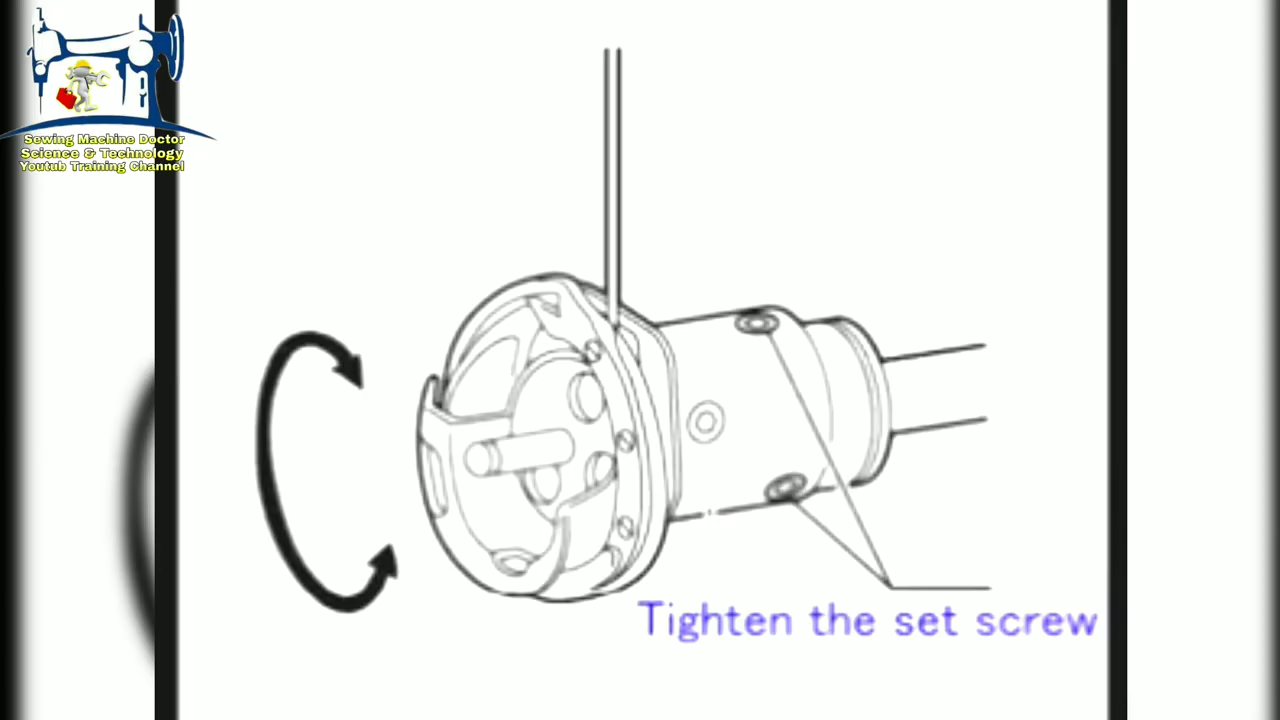 Sewing Machine Doctor
Science & Technology
Youtub Training Channel
Tighten the set screw